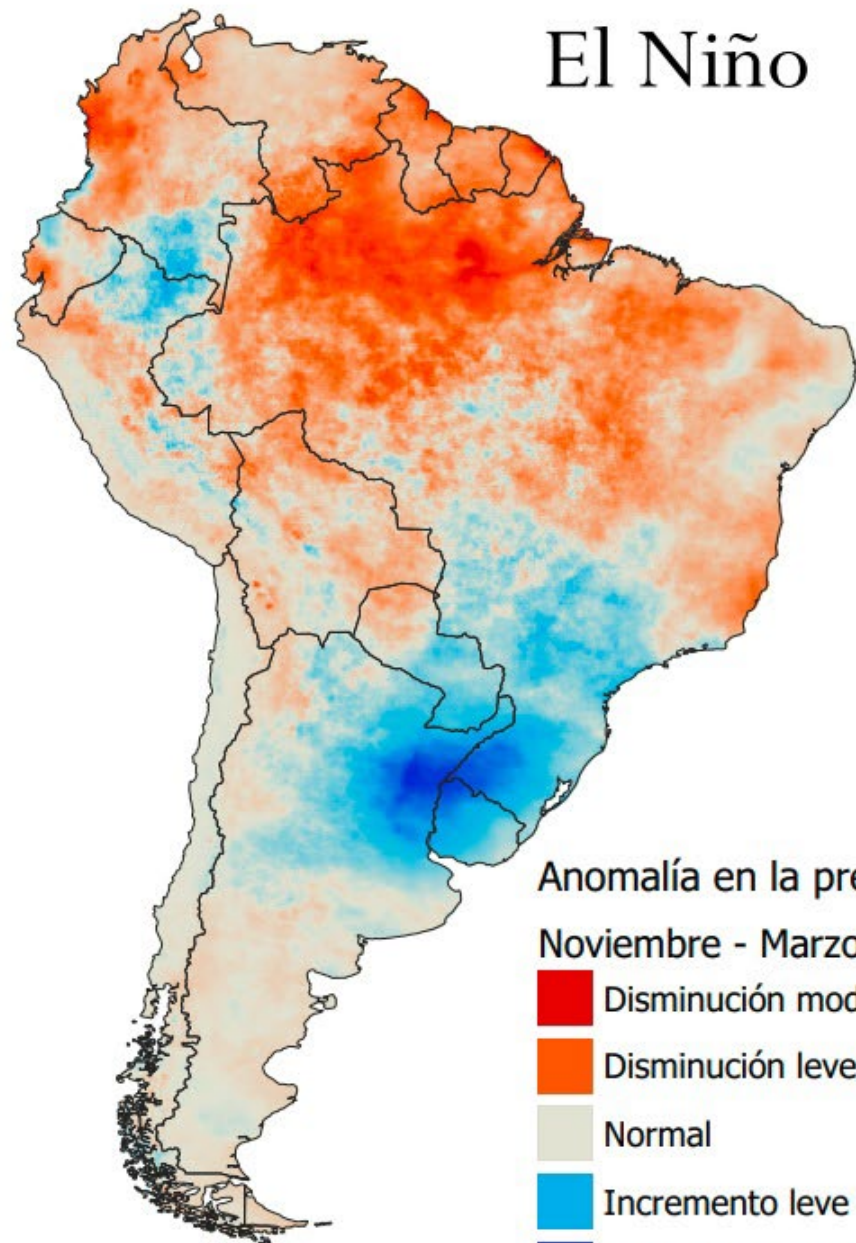 El Niño
Anomalía en la pre
Noviembre - Marzo
Disminución mod
Disminución leve
Normal
Incremento leve